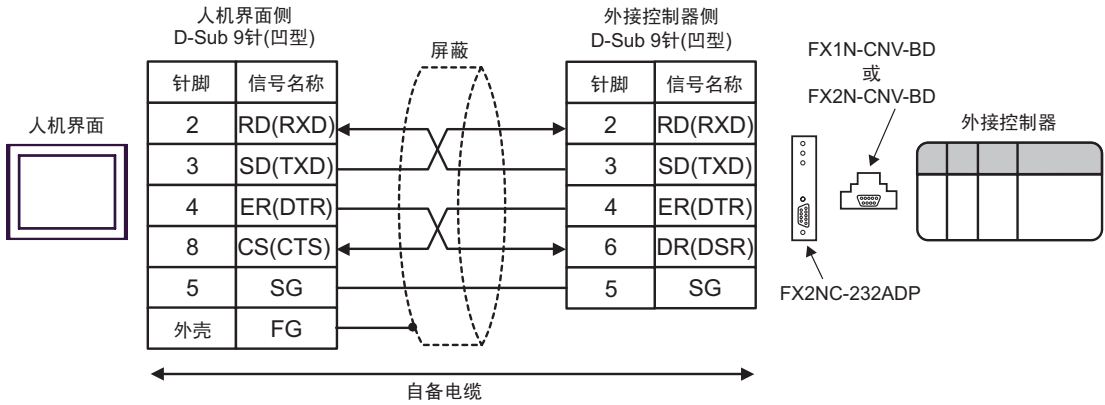 人机界面侧
D-Sub 9针(凹型)
外接控制器侧
D-Sub 9针(凹型)
屏蔽
FX1N-CNV-BD
或
FX2N-CNV-BD
人机界面
外接控制器
针脚 信号名称
2 RD(RXD)
3 SD(TXD)
4 ER(DTR)
8 CS(CTS)
5 SG
外壳 FG
针脚 信号名称
2 RD(RXD)
3 SD(TXD)
4 ER(DTR)
6 DR(DSR)
5 SG
FX2NC-232ADP
自备电缆